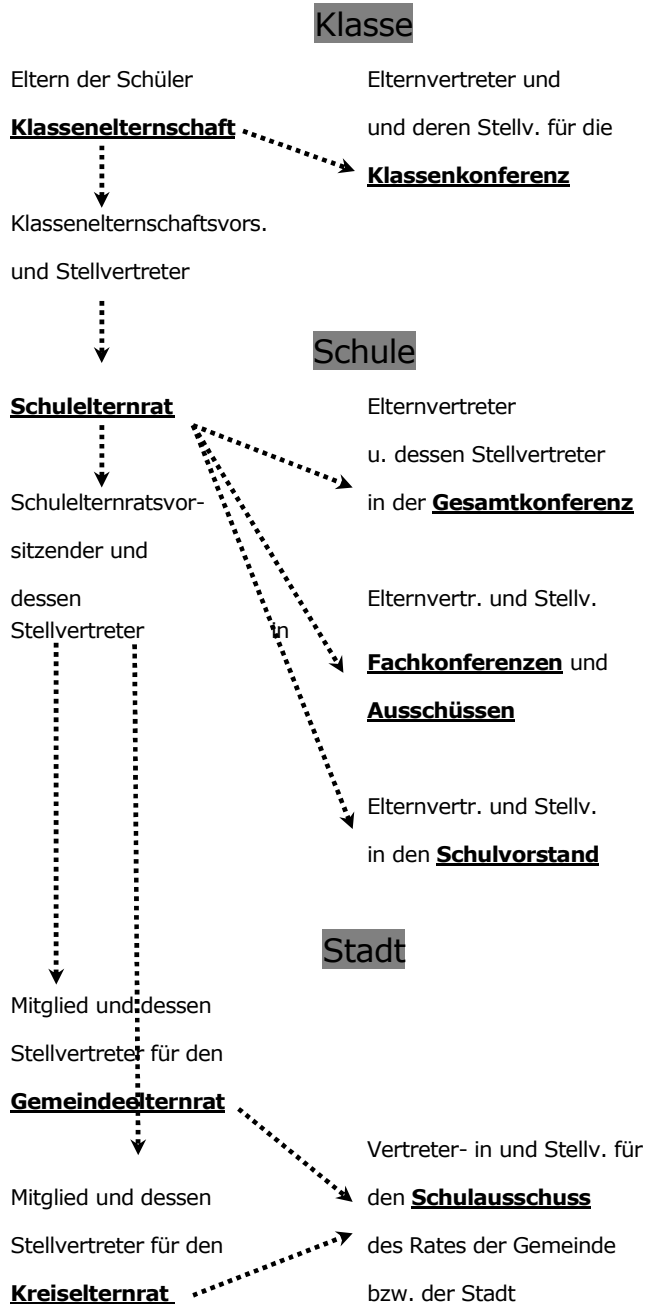 Klasse
Eltern der Schüler
Klassenelternschaft
Klassenelternschaftsvors.
und Stellvertreter
Elternvertreter und
und deren Stellv. für die
Klassenkonferenz
Schule
Schulelternrat
Schulelternratsvor-
sitzender und
dessen
Stellvertreter in
Elternvertreter
u. dessen Stellvertreter
in der Gesamtkonferenz
Elternvertr. und Stellv.
Fachkonferenzen und
Ausschüssen
Elternvertr. und Stellv.
in den Schulvorstand
Stadt
Mitglied und dessen
Stellvertreter für den
Gemeindeelternrat
Mitglied und dessen
Stellvertreter für den
Kreiselternrat
Vertreter- in und Stellv. für
den Schulausschuss
des Rates der Gemeinde
bzw. der Stadt